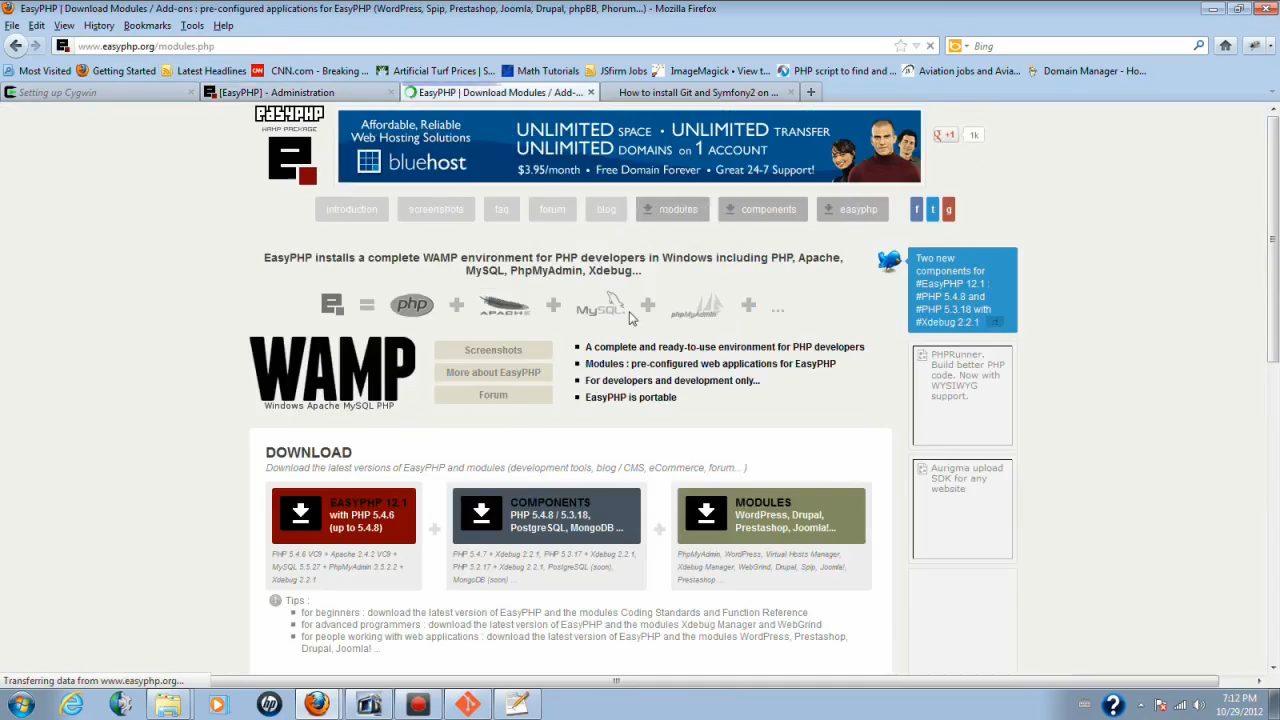 EasyPHP | Download Modules / Add-ons : pre-configured applications for EasyPHP (WordPress, Spip, Prestashop, Joomla, Drupal, phpBB, Phorum...) - Mozilla Firefox
File Edit View History Bookmarks Tools Help
www.easyphp.org/modules.php
Bing
Most Visited Getting Started Latest Headlines CNN.com - Breaking ... Artificial Turf Prices | S... Math Tutorials JSfirm Jobs ImageMagick • View t... PHP script to find and ... Aviation jobs and Avia... Domain Manager - Ho...
Setting up Cygwin [EasyPHP] - Administration EasyPHP | Download Modules / Add-... How to install Git and Symfony2 on ...
easyPHP
WAMP PACKAGE
Affordable, Reliable
Web Hosting Solutions
bluehost
UNLIMITED SPACE • UNLIMITED TRANSFER
UNLIMITED DOMAINS on 1 ACCOUNT
$3.95/month • Free Domain Forever • Great 24-7 Support!
+1 1k
introduction screenshots faq forum blog modules components easyphp f t g
EasyPHP installs a complete WAMP environment for PHP developers in Windows including PHP, Apache,
MySQL, PhpMyAdmin, Xdebug...
= php + APACHE + MySQL + phpMyAdmin + ...
Two new
components for
#EasyPHP 12.1 :
#PHP 5.4.8 and
#PHP 5.3.18 with
#Xdebug 2.2.1
WAMP
Windows Apache MySQL PHP
Screenshots
More about EasyPHP
Forum
A complete and ready-to-use environment for PHP developers
Modules : pre-configured web applications for EasyPHP
For developers and development only...
EasyPHP is portable
PHPRunner.
Build better PHP
code. Now with
WYSIWYG
support.
DOWNLOAD
Download the latest versions of EasyPHP and modules (development tools, blog / CMS, eCommerce, forum... )
EASYPHP 12.1
with PHP 5.4.6
(up to 5.4.8)
PHP 5.4.6 VC9 + Apache 2.4.2 VC9 +
MySQL 5.5.27 + PhpMyAdmin 3.5.2.2 +
Xdebug 2.2.1
+
COMPONENTS
PHP 5.4.8 / 5.3.18,
PostgreSQL, MongoDB ...
PHP 5.4.7 + Xdebug 2.2.1, PHP 5.3.17 + Xdebug 2.2.1,
PHP 5.2.17 + Xdebug 2.2.1, PostgreSQL (soon),
MongoDB (soon) ...
+
MODULES
WordPress, Drupal,
Prestashop, Joomla!...
PhpMyAdmin, WordPress, Virtual Hosts Manager,
Xdebug Manager, WebGrind, Drupal, Spip, Joomla!,
Prestashop ...
Aurigma upload
SDK for any
website
Tips :
for beginners : download the latest version of EasyPHP and the modules Coding Standards and Function Reference
for advanced programmers : download the latest version of EasyPHP and the modules Xdebug Manager and WebGrind
for people working with web applications : download the latest version of EasyPHP and the modules WordPress, Prestashop,
Drupal, Joomla! ...
Transferring data from www.easyphp.org...
7:12 PM
10/29/2012